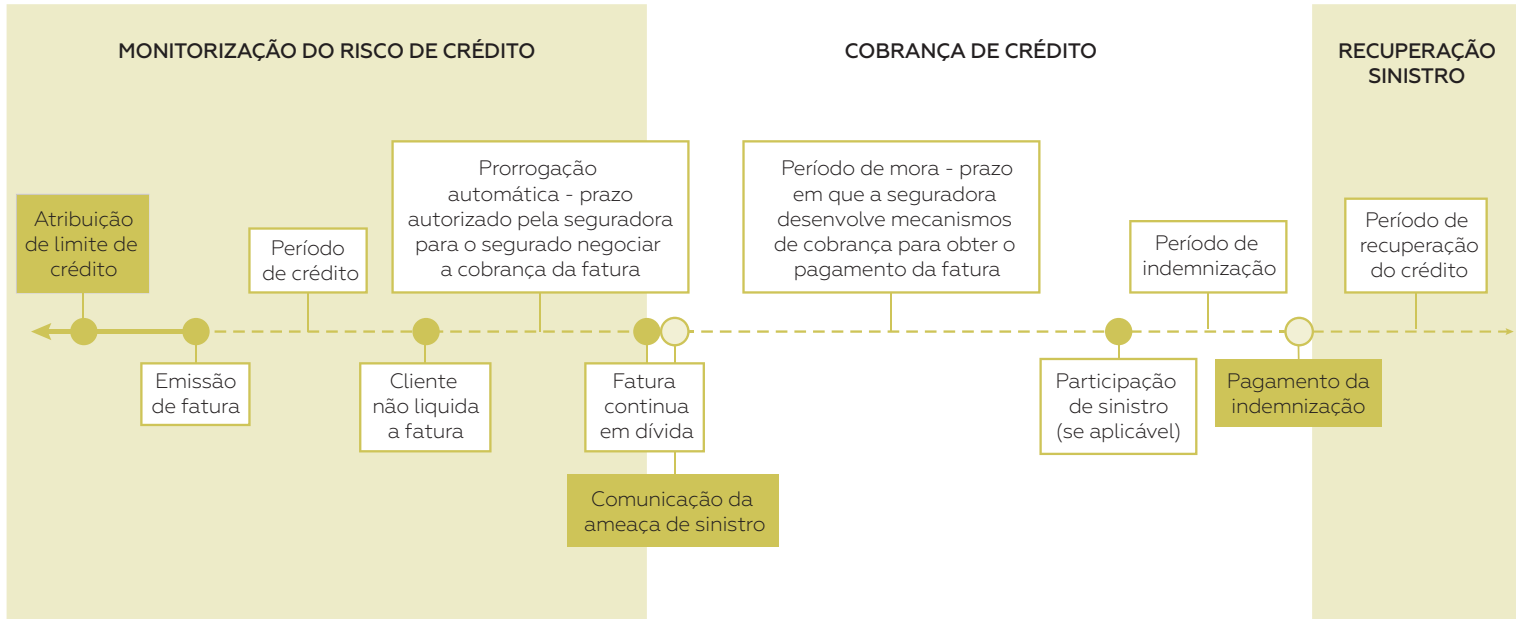 MONITORIZAÇÃO DO RISCO DE CRÉDITO
COBRANÇA DE CRÉDITO
RECUPERAÇÃO
SINISTRO
Atribuição
de limite de
crédito
Emissão
de fatura
Período
de crédito
Cliente
não liquida
a fatura
Prorrogação
automática - prazo
autorizado pela seguradora
para o segurado negociar
a cobrança da fatura
Fatura
continua
em dívida
Comunicação da
ameaça de sinistro
Período de mora - prazo
em que a seguradora
desenvolve mecanismos
de cobrança para obter o
pagamento da fatura
Participação
de sinistro
(se aplicável)
Período de
indemnização
Pagamento da
indemnização
Período de
recuperação
do crédito